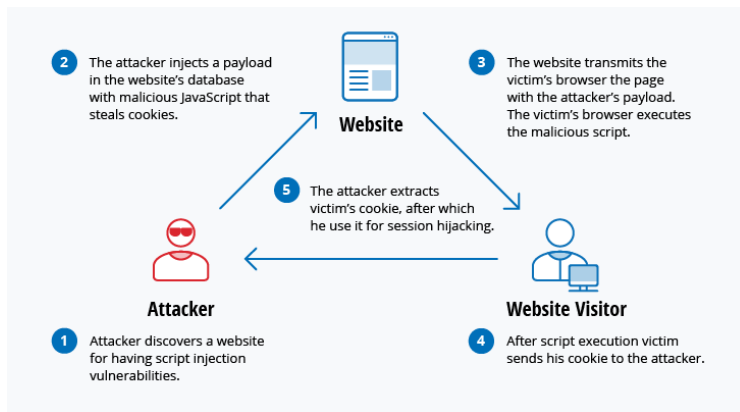 2 The attacker injects a payload
in the website's database
with malicious JavaScript that
steals cookies.
Website
3 The website transmits the
victim's browser the page
with the attacker's payload.
The victim's browser executes
the malicious script.
5 The attacker extracts
victim's cookie, after which
he use it for session hijacking.
Attacker
Website Visitor
1 Attacker discovers a website
for having script injection
vulnerabilities.
4 After script execution victim
sends his cookie to the attacker.